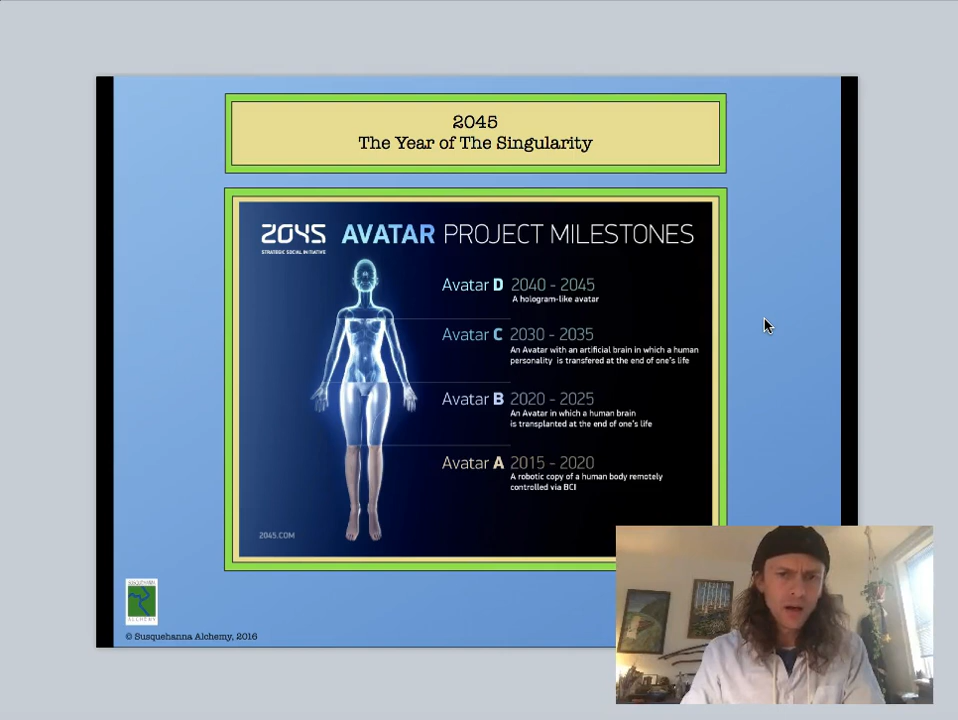 2045
The Year of The Singularity
2045 AVATAR PROJECT MILESTONES
STRATEGIC SOCIAL INITIATIVE
Avatar D 2040 - 2045
A hologram-like avatar
Avatar C 2030 - 2035
An Avatar with an artificial brain in which a human
personality is transfered at the end of one's life
Avatar B 2020 - 2025
An Avatar in which a human brain
is transplanted at the end of one's life
Avatar A 2015 - 2020
A robotic copy of a human body remotely
controlled via BCI
2045.COM
SUSQUEHANNA
ALCHEMY
© Susquehanna Alchemy, 2016